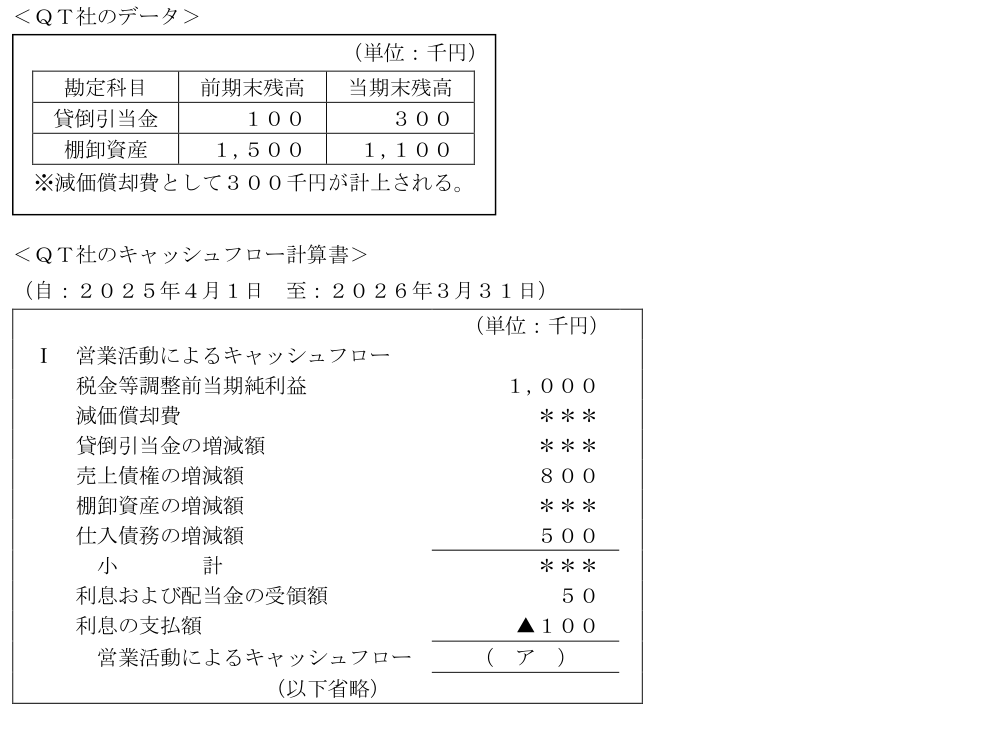 ＜ＱＴ社のデータ＞
（単位：千円）
勘定科目　前期末残高　当期末残高
貸倒引当金　１００　３００
棚卸資産　１，５００　１，１００
※減価償却費として３００千円が計上される。
＜ＱＴ社のキャッシュフロー計算書＞
（自：２０２５年４月１日　至：２０２６年３月３１日）
（単位：千円）
Ⅰ　営業活動によるキャッシュフロー
税金等調整前当期純利益　１，０００
減価償却費　＊＊＊
貸倒引当金の増減額　＊＊＊
売上債権の増減額　８００
棚卸資産の増減額　＊＊＊
仕入債務の増減額　５００
小　　　　計　＊＊＊
利息および配当金の受領額　５０
利息の支払額　▲１００
営業活動によるキャッシュフロー　（　ア　）
（以下省略）